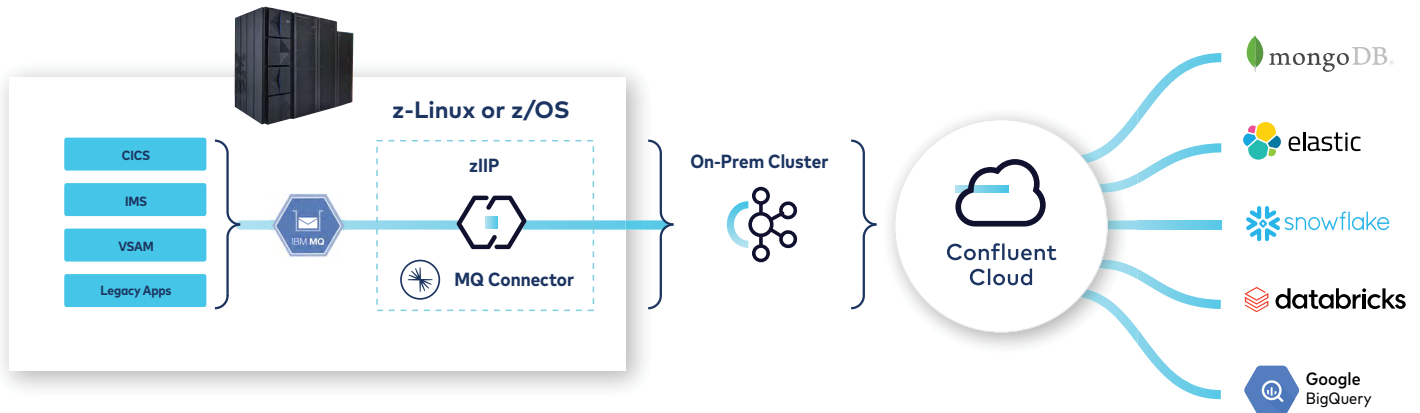 z-Linux or z/OS
CICS
IMS
VSAM
Legacy Apps
IBM MQ
zIIP
MQ Connector
On-Prem Cluster
Confluent
Cloud
mongoDB®
elastic
snowflake
databricks
Google
BigQuery